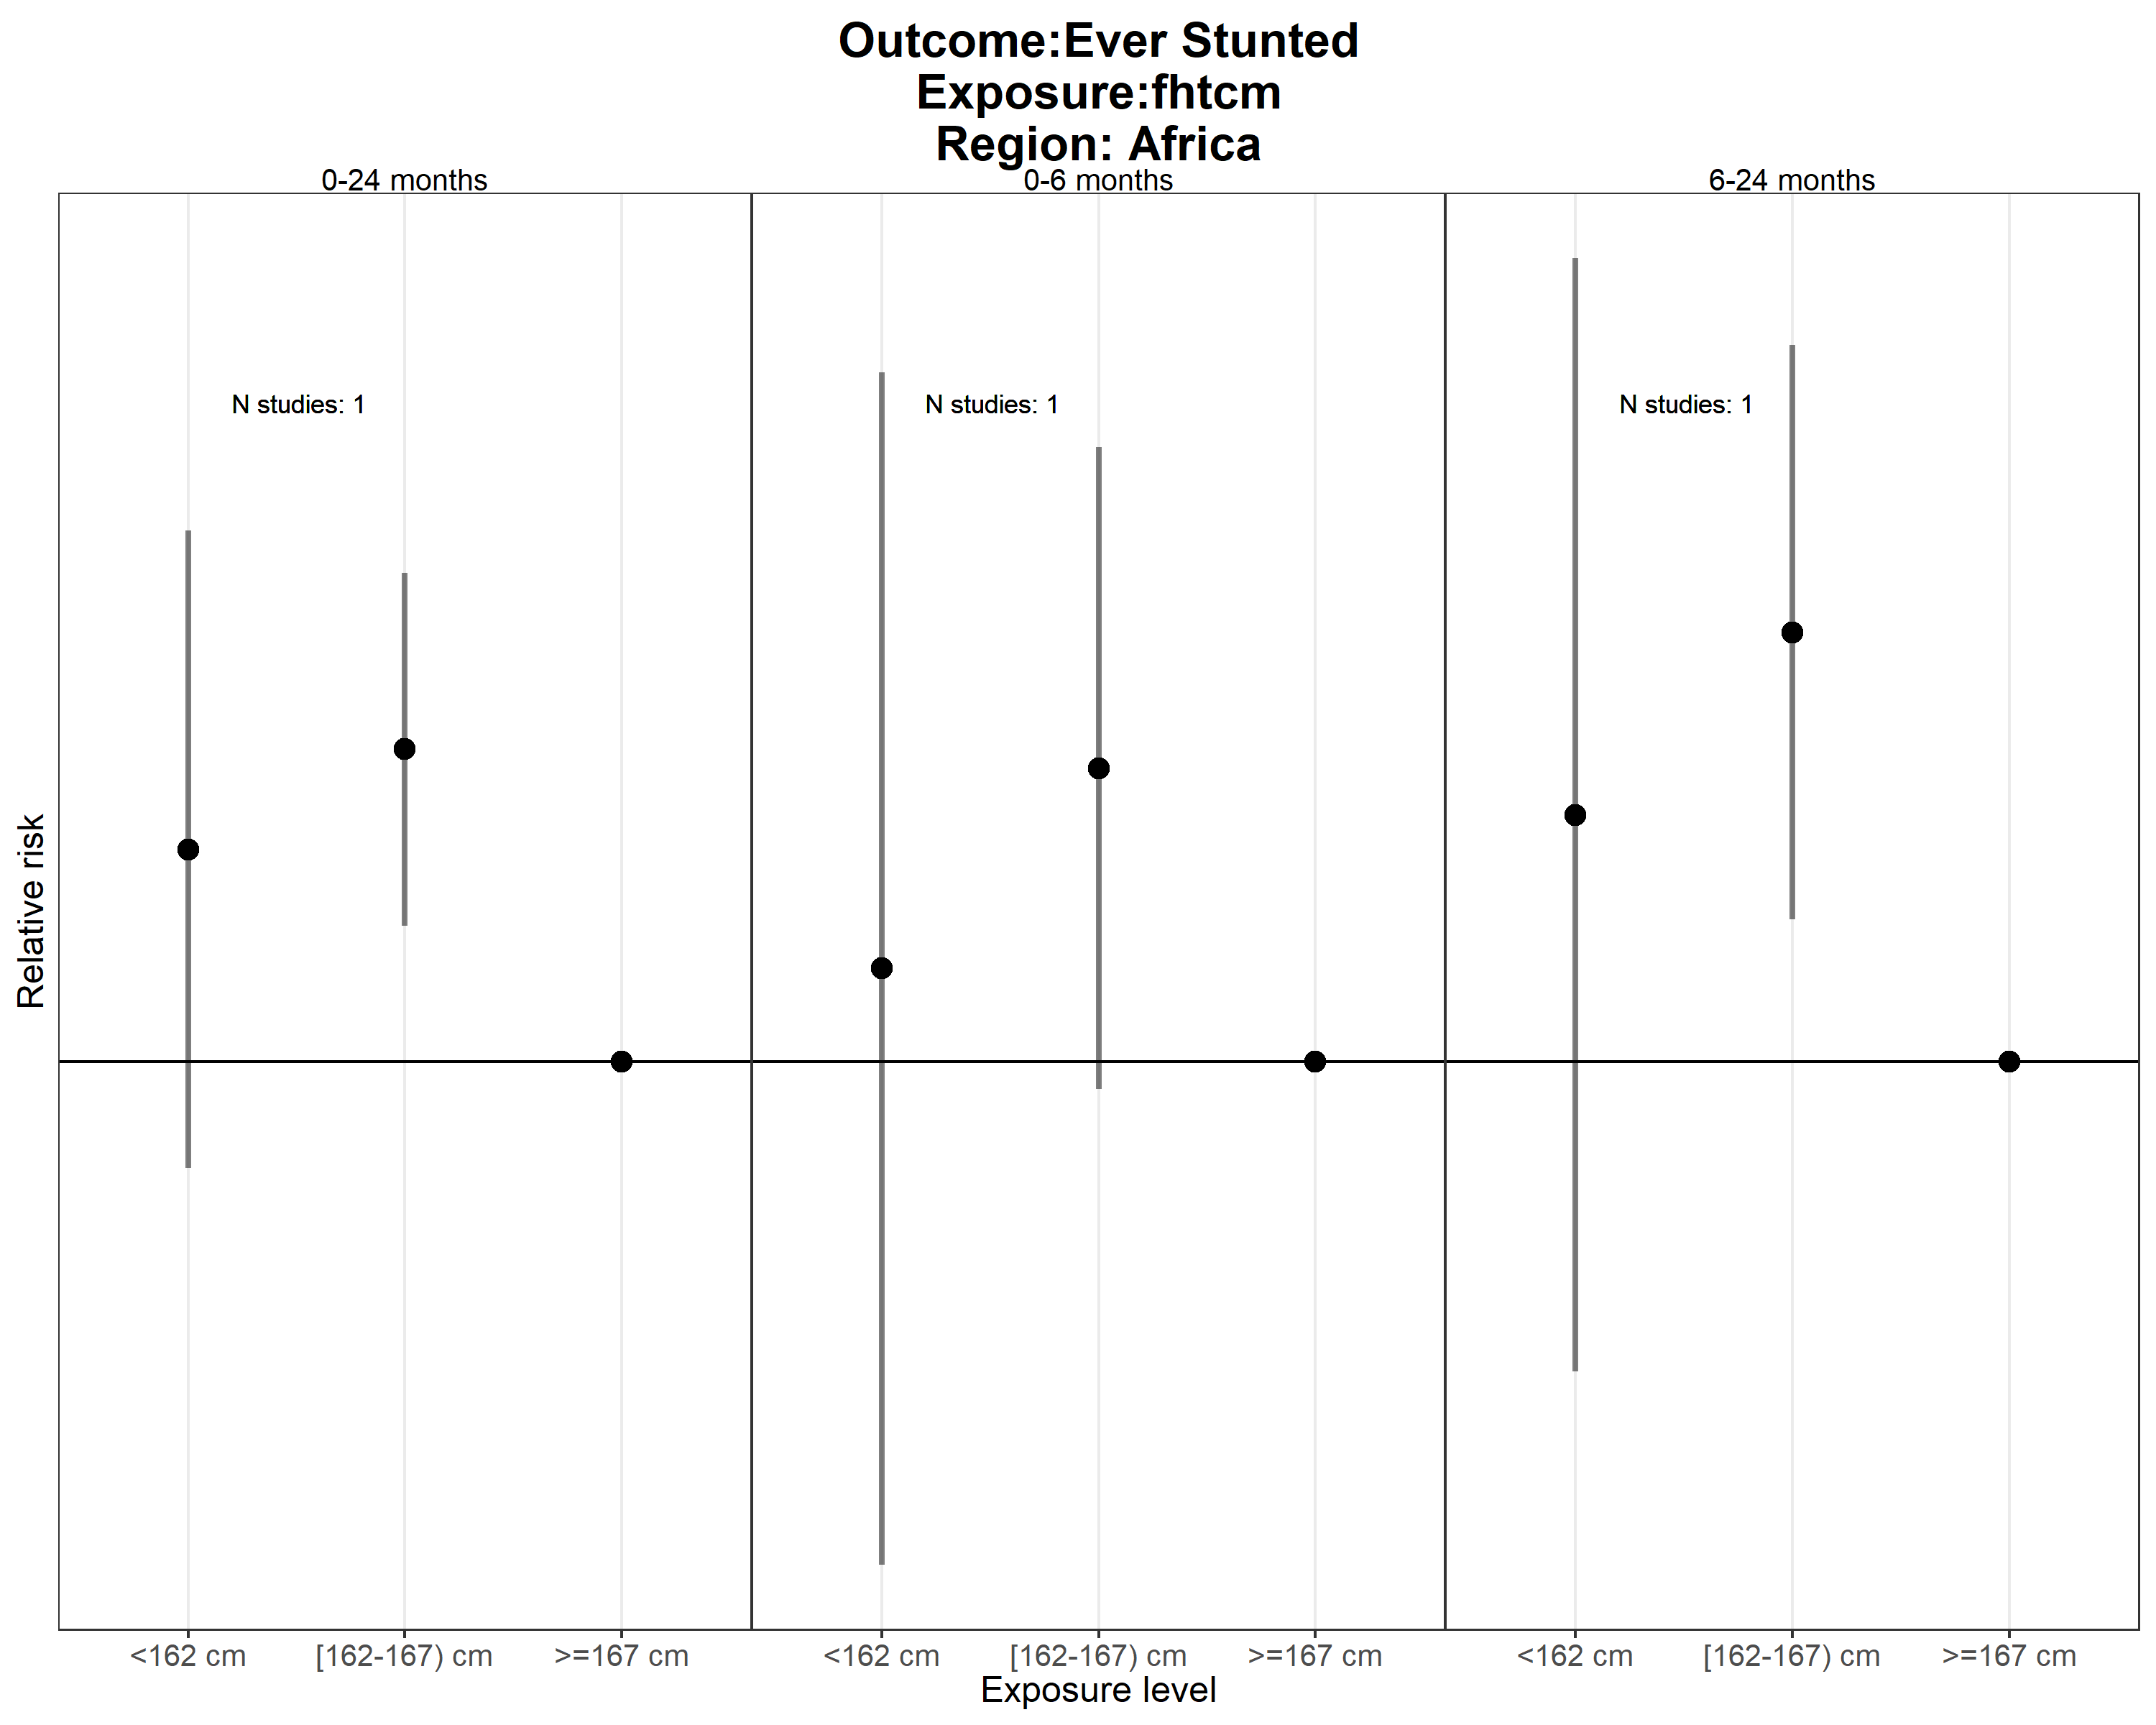 Outcome:Ever Stunted
Exposure:fhtcm
Region: Africa
0-24 months
0-6 months
6-24 months
N studies: 1
N studies: 1
N studies: 1
Relative risk
<162 cm
[162-167) cm
>=167 cm
<162 cm
[162-167) cm
>=167 cm
<162 cm
[162-167) cm
>=167 cm
Exposure level